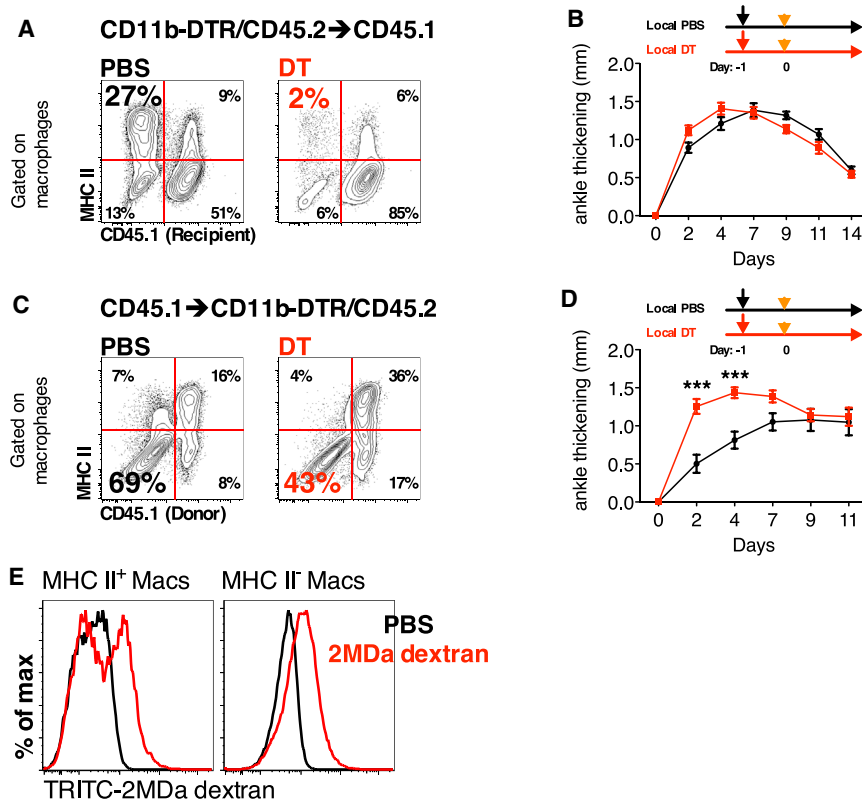 A
CD11b-DTR/CD45.2➔CD45.1
PBS
DT
27%
9%
2%
6%
13%
51%
6%
85%
Gated on
macrophages
MHC II
CD45.1 (Recipient)
B
Local PBS
Local DT
Day: -1
0
ankle thickening (mm)
2.0
1.5
1.0
0.5
0.0
0 2 4 7 9 11 14
Days
C
CD45.1➔CD11b-DTR/CD45.2
PBS
DT
7%
16%
4%
36%
69%
8%
43%
17%
Gated on
macrophages
MHC II
CD45.1 (Donor)
D
Local PBS
Local DT
Day: -1
0
ankle thickening (mm)
2.0
1.5
1.0
0.5
0.0
*** ***
0 2 4 7 9 11
Days
E
MHC II⁺ Macs
MHC II⁻ Macs
PBS
2MDa dextran
% of max
TRITC-2MDa dextran